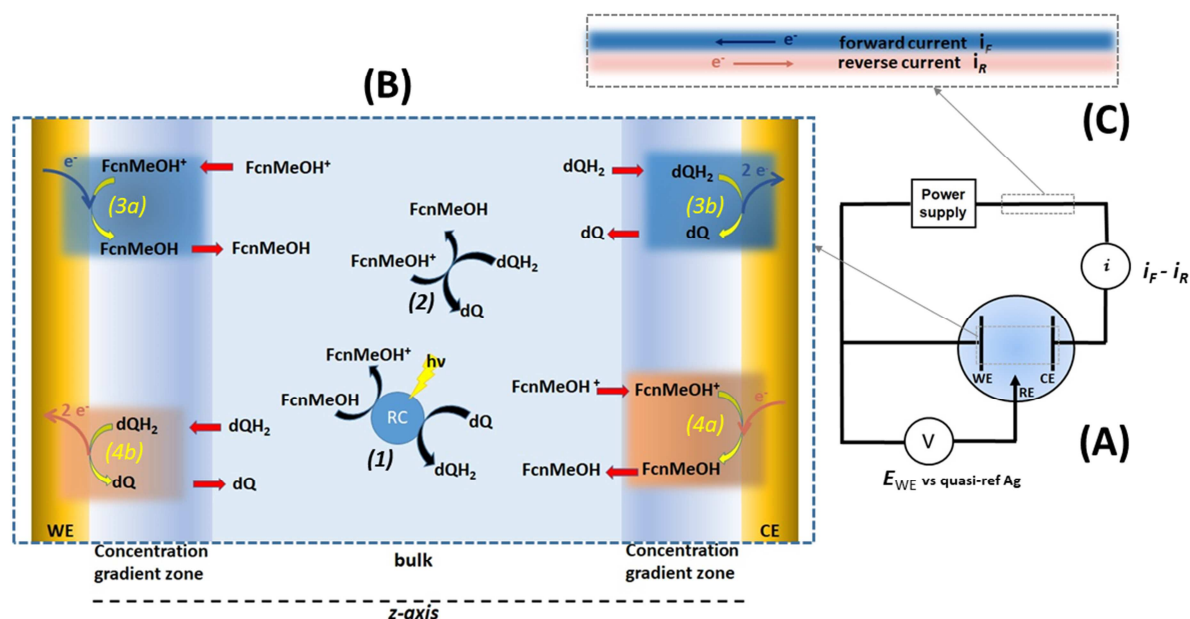 e⁻ forward current i_F
e⁻ reverse current i_R
(B)
(C)
e⁻
FcnMeOH⁺
FcnMeOH⁺
(3a)
FcnMeOH
FcnMeOH
dQH₂
dQH₂
2 e⁻
(3b)
dQ
dQ
FcnMeOH
FcnMeOH⁺
dQH₂
(2)
dQ
Power
supply
i
i_F - i_R
WE
CE
RE
(A)
V
E_WE vs quasi-ref Ag
FcnMeOH⁺
hν
FcnMeOH
RC
dQ
(1)
dQH₂
2 e⁻
dQH₂
dQH₂
(4b)
dQ
dQ
FcnMeOH⁺
FcnMeOH⁺
e⁻
(4a)
FcnMeOH
FcnMeOH
WE
CE
Concentration
gradient zone
bulk
Concentration
gradient zone
z-axis